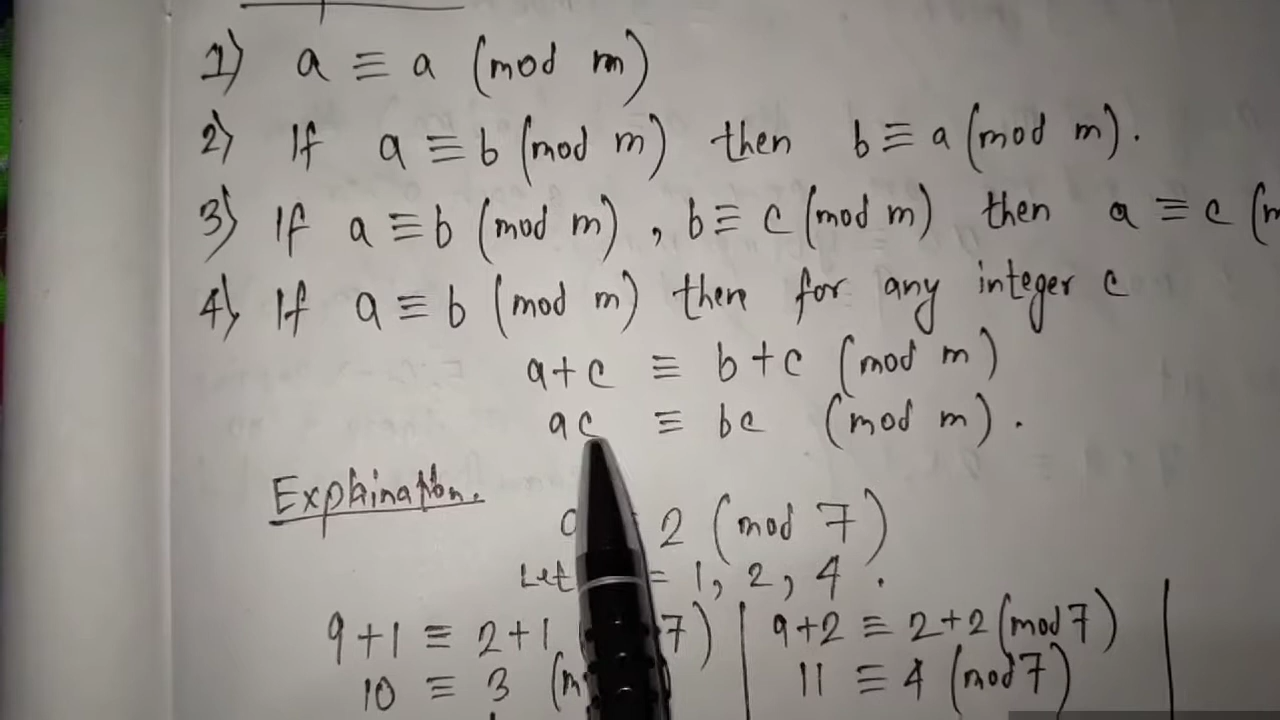 1) a ≡ a (mod m)
2) If a ≡ b (mod m) then b ≡ a (mod m).
3) If a ≡ b (mod m), b ≡ c (mod m) then a ≡ c (m
4) If a ≡ b (mod m) then for any integer c
a+c ≡ b+c (mod m)
ac ≡ bc (mod m).
Explaination.
2 (mod 7)
Let = 1, 2, 4.
9+1 ≡ 2+1 7) | 9+2 ≡ 2+2 (mod 7)
10 ≡ 3 (m | 11 ≡ 4 (mod 7)